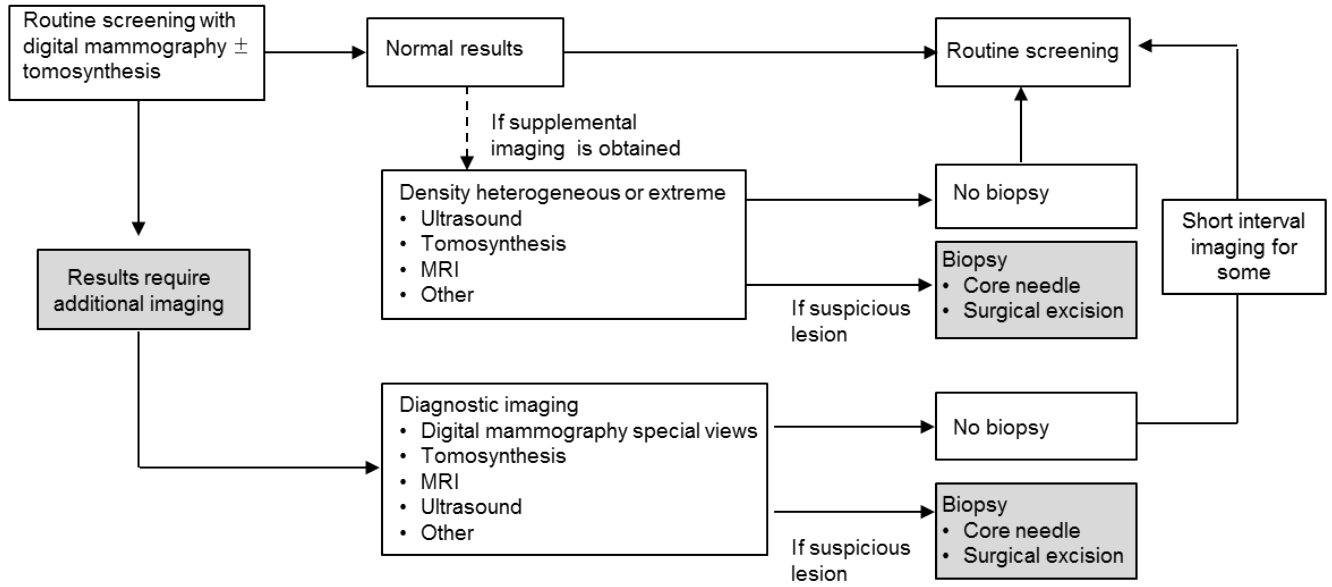 Routine screening with
digital mammography ±
tomosynthesis
Normal results
Routine screening
If supplemental
imaging is obtained
Density heterogeneous or extreme
• Ultrasound
• Tomosynthesis
• MRI
• Other
No biopsy
Short interval
imaging for
some
Results require
additional imaging
Biopsy
• Core needle
• Surgical excision
If suspicious
lesion
Diagnostic imaging
• Digital mammography special views
• Tomosynthesis
• MRI
• Ultrasound
• Other
No biopsy
If suspicious
lesion
Biopsy
• Core needle
• Surgical excision